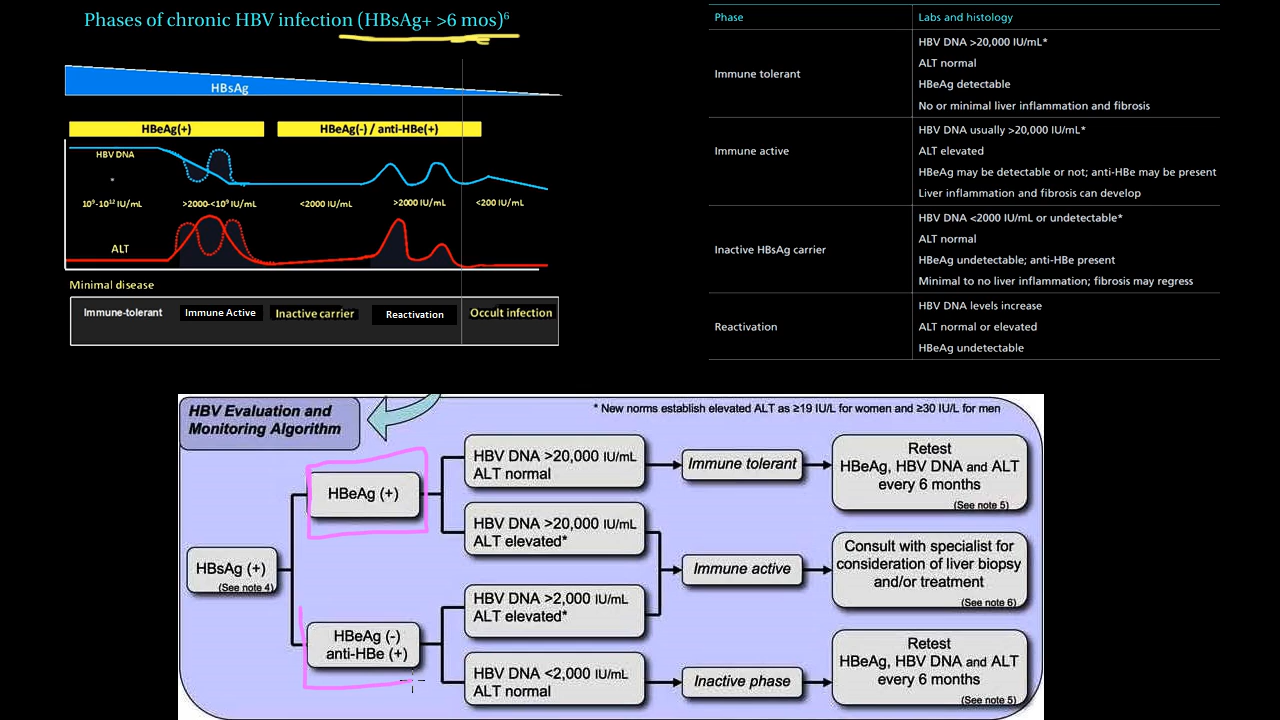 Phases of chronic HBV infection (HBsAg+ >6 mos)⁶
HBsAg
HBeAg(+)
HBeAg(-) / anti-HBe(+)
HBV DNA
*
10⁹-10¹² IU/mL
>2000-<10⁹ IU/mL
<2000 IU/mL
>2000 IU/mL
<200 IU/mL
ALT
Minimal disease
Immune-tolerant
Immune Active
Inactive carrier
Reactivation
Occult infection
Phase
Labs and histology
Immune tolerant
HBV DNA >20,000 IU/mL*
ALT normal
HBeAg detectable
No or minimal liver inflammation and fibrosis
Immune active
HBV DNA usually >20,000 IU/mL*
ALT elevated
HBeAg may be detectable or not; anti-HBe may be present
Liver inflammation and fibrosis can develop
Inactive HBsAg carrier
HBV DNA <2000 IU/mL or undetectable*
ALT normal
HBeAg undetectable; anti-HBe present
Minimal to no liver inflammation; fibrosis may regress
Reactivation
HBV DNA levels increase
ALT normal or elevated
HBeAg undetectable
HBV Evaluation and
Monitoring Algorithm
* New norms establish elevated ALT as ≥19 IU/L for women and ≥30 IU/L for men
HBsAg (+)
(See note 4)
HBeAg (+)
HBeAg (-)
anti-HBe (+)
HBV DNA >20,000 IU/mL
ALT normal
HBV DNA >20,000 IU/mL
ALT elevated*
HBV DNA >2,000 IU/mL
ALT elevated*
HBV DNA <2,000 IU/mL
ALT normal
Immune tolerant
Immune active
Inactive phase
Retest
HBeAg, HBV DNA and ALT
every 6 months
(See note 5)
Consult with specialist for
consideration of liver biopsy
and/or treatment
(See note 6)
Retest
HBeAg, HBV DNA and ALT
every 6 months
(See note 5)